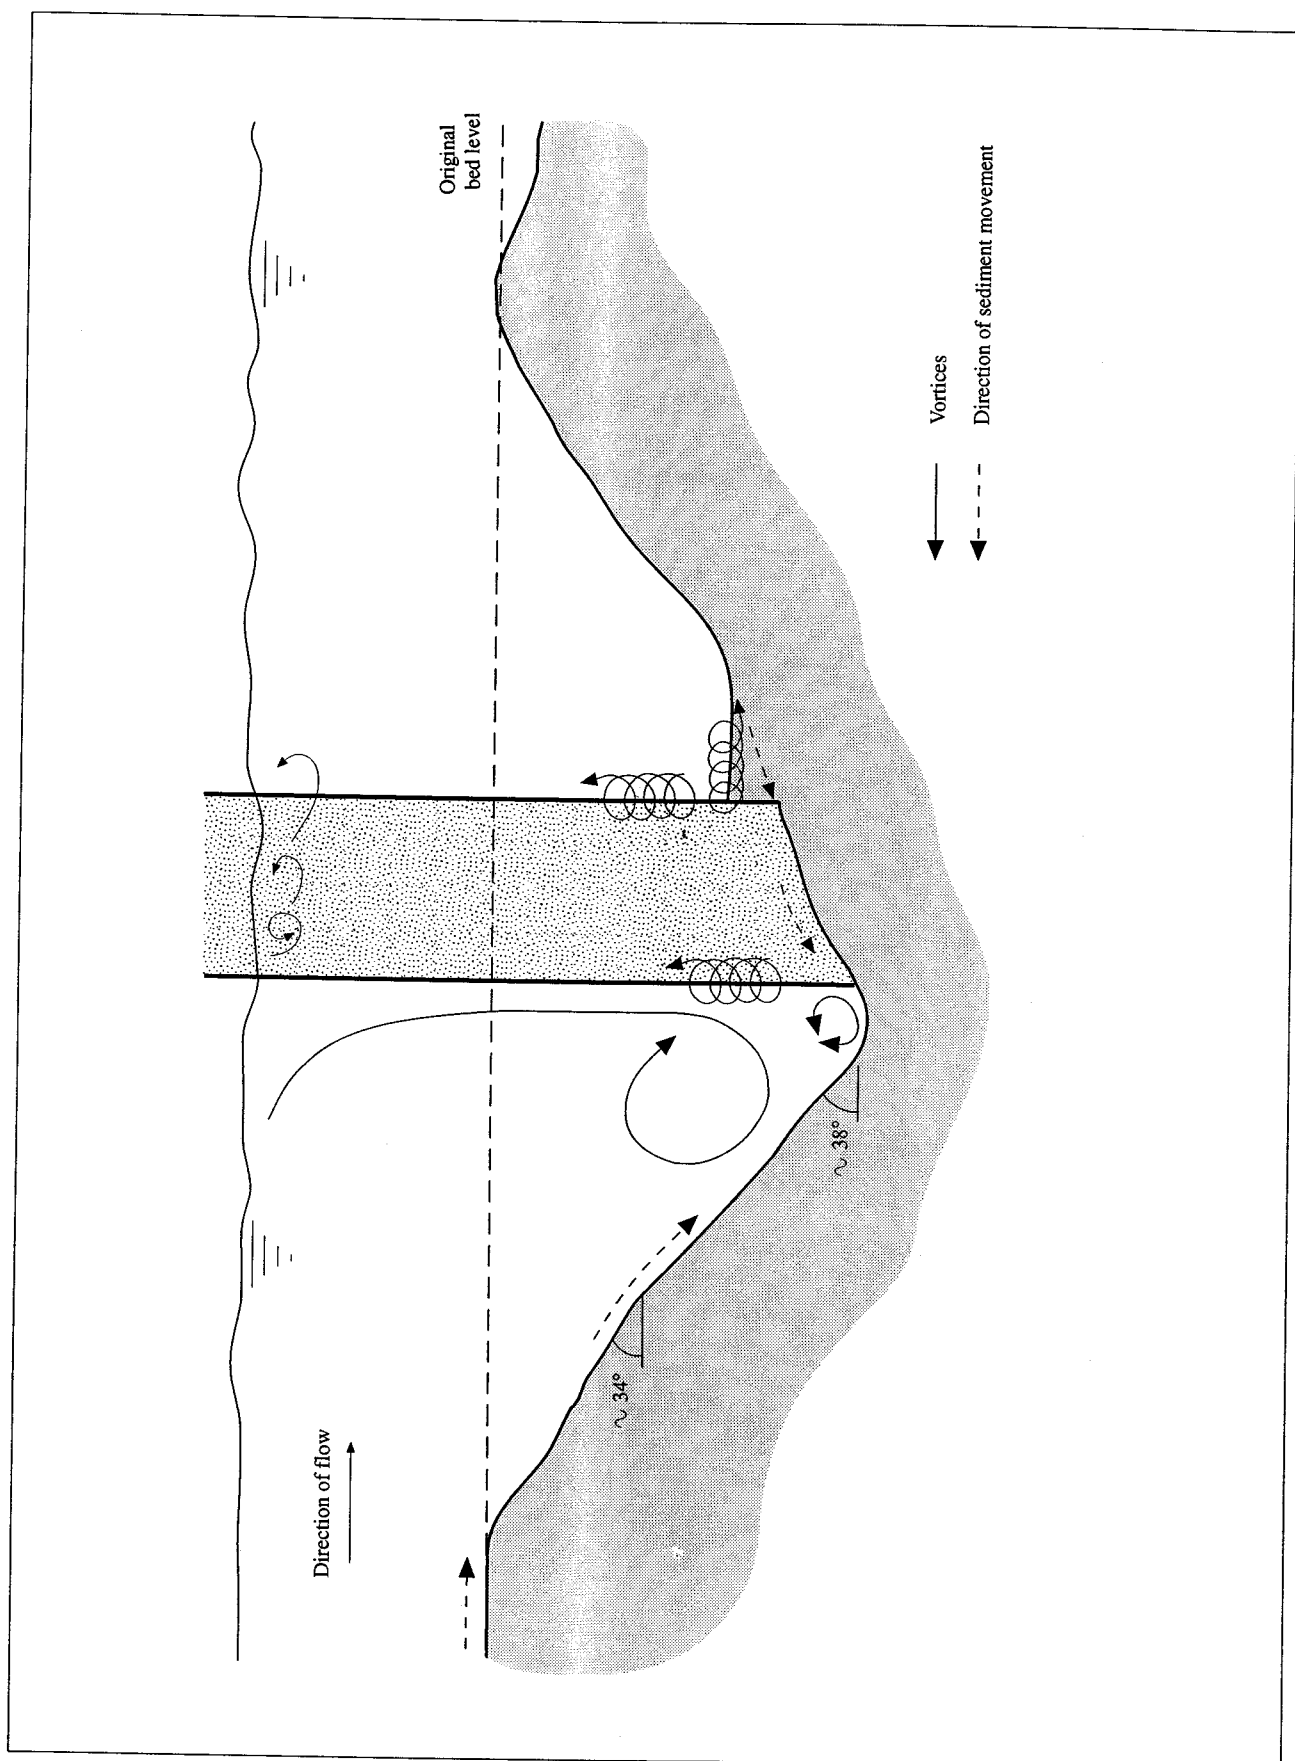 Direction of flow
Original
bed level
~ 34°
~ 38°
Vortices
Direction of sediment movement